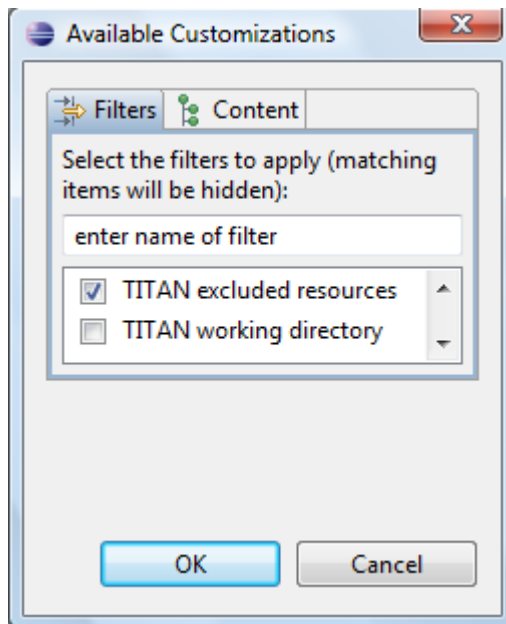 Available Customizations
Filters
Content
Select the filters to apply (matching
items will be hidden):
enter name of filter
TITAN excluded resources
TITAN working directory
OK
Cancel